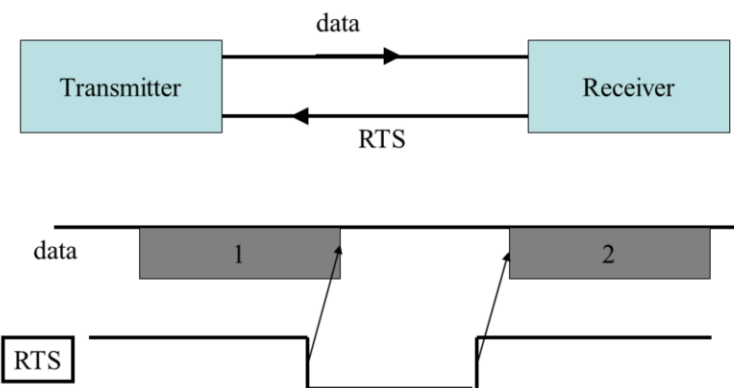 data
Transmitter
Receiver
RTS
data
1
2
RTS